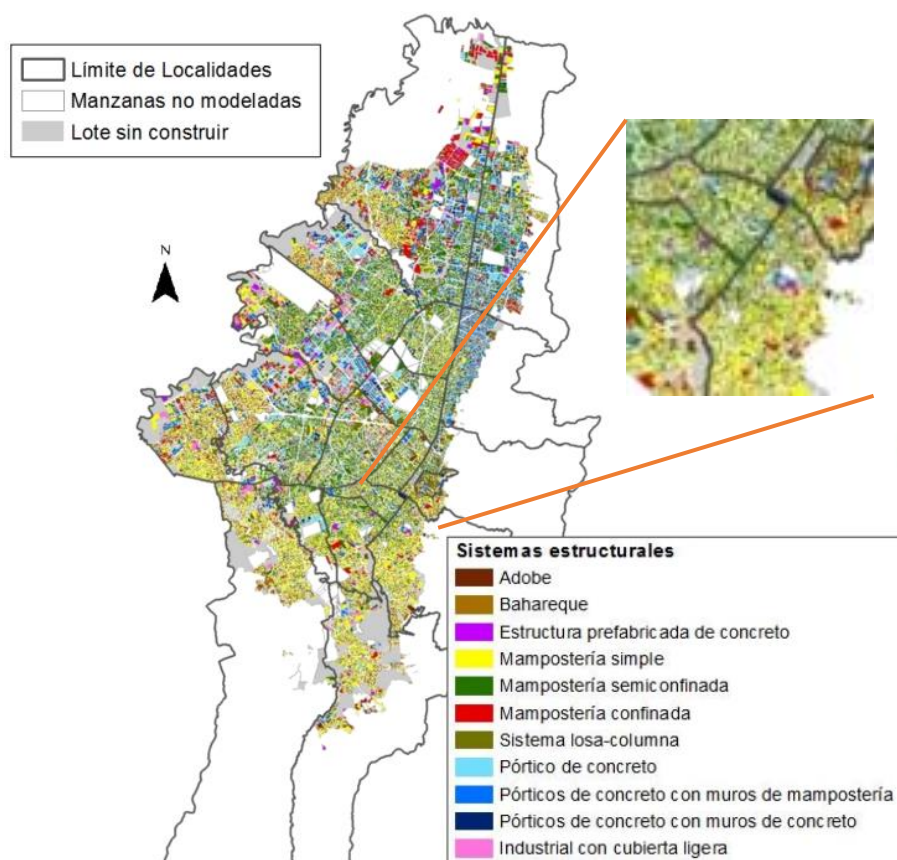 Límite de Localidades
Manzanas no modeladas
Lote sin construir
N
Sistemas estructurales
Adobe
Bahareque
Estructura prefabricada de concreto
Mampostería simple
Mampostería semiconfinada
Mampostería confinada
Sistema losa-columna
Pórtico de concreto
Pórticos de concreto con muros de mampostería
Pórticos de concreto con muros de concreto
Industrial con cubierta ligera